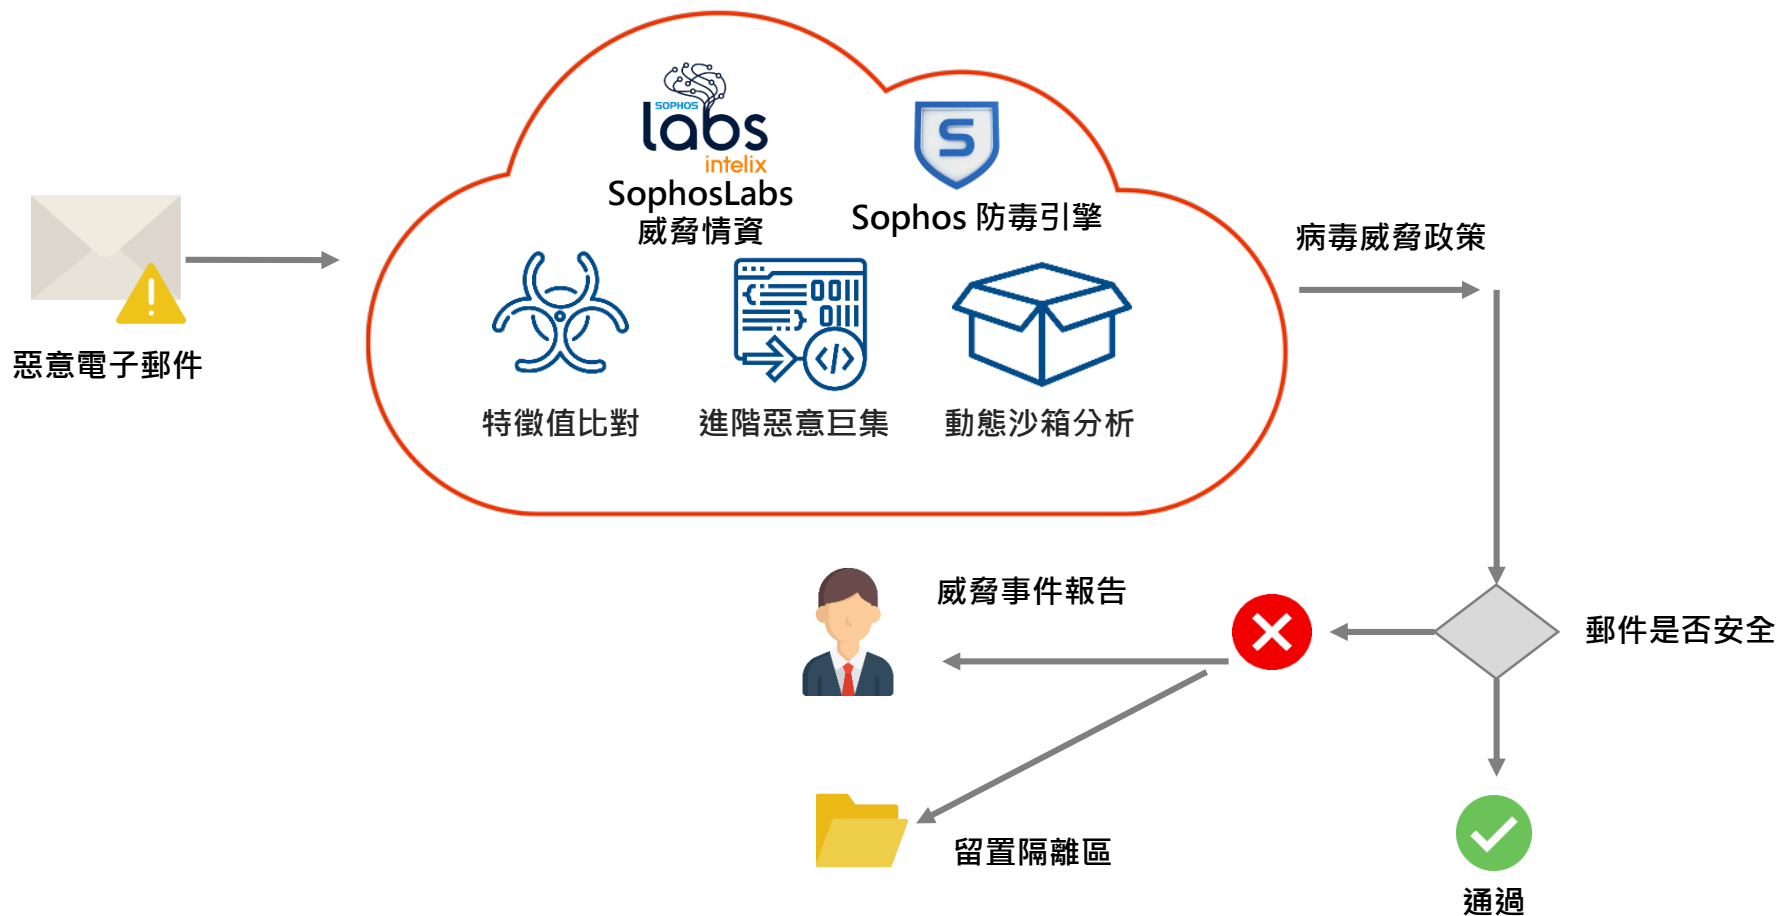 SOPHOS
labs
intelix
SophosLabs
威脅情資
S
Sophos 防毒引擎
病毒威脅政策
惡意電子郵件
特徵值比對
進階惡意巨集
動態沙箱分析
威脅事件報告
郵件是否安全
留置隔離區
通過